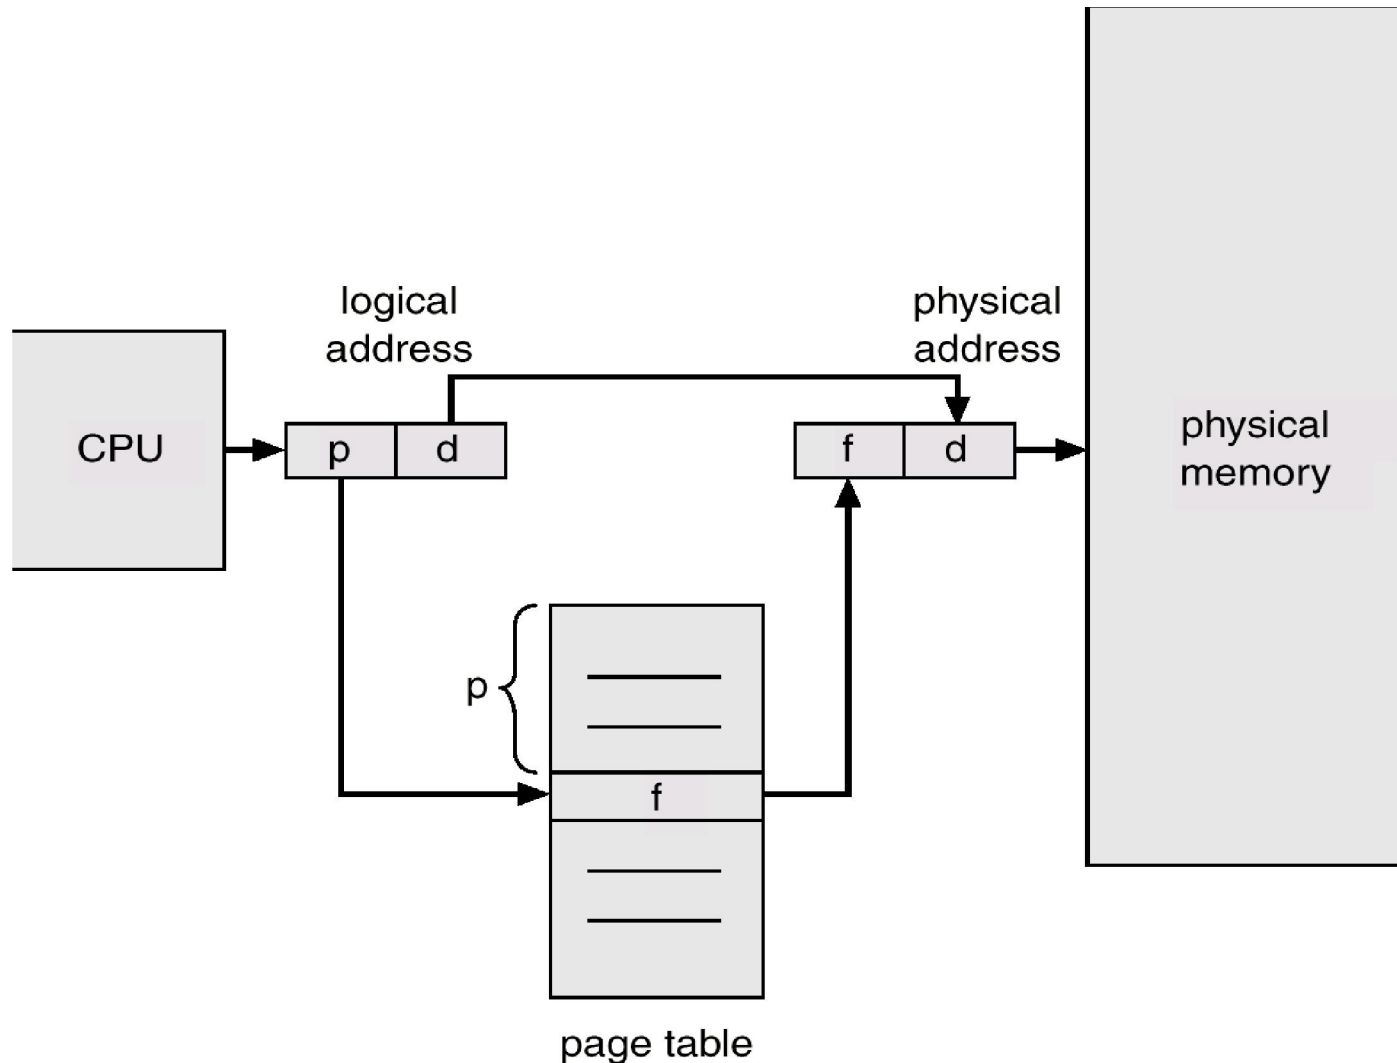 logical
address
physical
address
CPU
p
d
f
d
physical
memory
p
f
page table